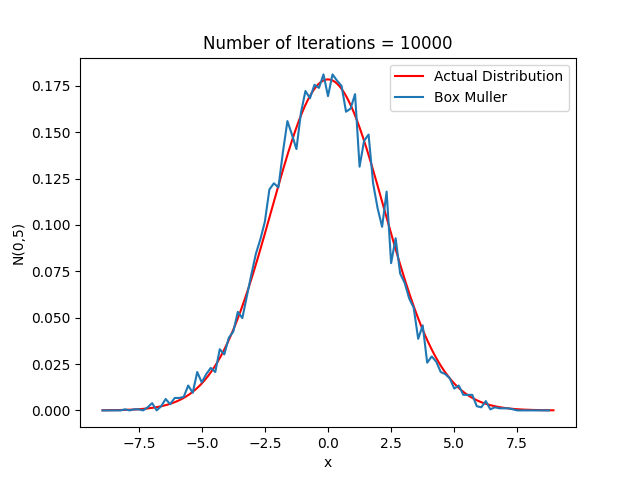 Number of Iterations = 10000
Actual Distribution
Box Muller
N(0,5)
0.175
0.150
0.125
0.100
0.075
0.050
0.025
0.000
−7.5 −5.0 −2.5 0.0 2.5 5.0 7.5
x